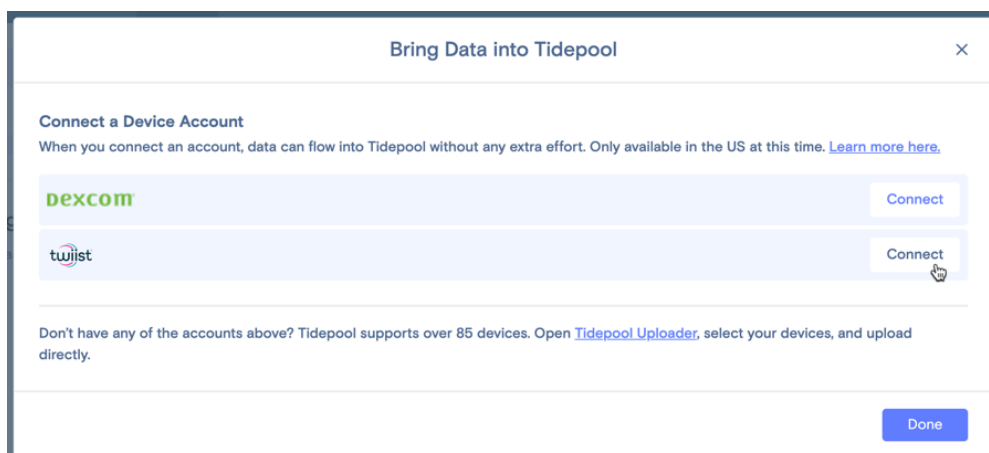 Bring Data into Tidepool
Connect a Device Account
When you connect an account, data can flow into Tidepool without any extra effort. Only available in the US at this time. Learn more here.
Dexcom
Connect
twiist
Connect
Don't have any of the accounts above? Tidepool supports over 85 devices. Open Tidepool Uploader, select your devices, and upload
directly.
Done